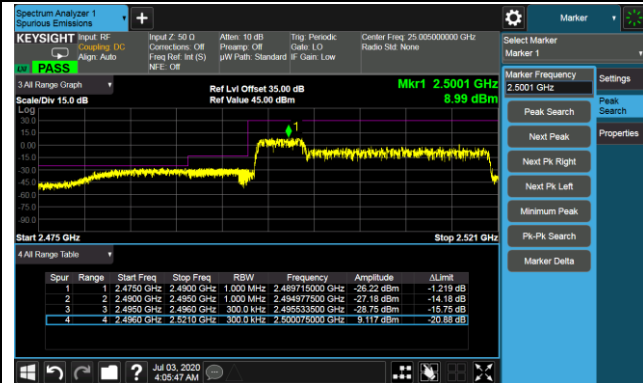 Spectrum Analyzer 1
Spurious Emissions
+
Marker
KEYSIGHT
Input: RF
Coupling: DC
Align: Auto
Input Z: 50 Ω
Corrections: Off
Freq Ref: Int (S)
NFE: Off
Atten: 10 dB
Preamp: Off
µW Path: Standard
Trig: Periodic
Gate: LO
IF Gain: Low
Center Freq: 25.005000000 GHz
Radio Std: None
PASS
Select Marker
Marker 1
Marker Frequency
2.5001 GHz
Settings
Peak Search
Peak
Search
Next Peak
Properties
Next Pk Right
Next Pk Left
Minimum Peak
Pk-Pk Search
Marker Delta
3 All Range Graph
Scale/Div 15.0 dB
Ref Lvl Offset 35.00 dB
Ref Value 45.00 dBm
Mkr1 2.5001 GHz
8.99 dBm
Log
30.0
15.0
0.00
-15.0
-30.0
-45.0
-60.0
-75.0
-90.0
1
Start 2.475 GHz
Stop 2.521 GHz
4 All Range Table
Spur Range Start Freq Stop Freq RBW Frequency Amplitude ΔLimit
1 1 2.4750 GHz 2.4900 GHz 1.000 MHz 2.489715000 GHz -26.22 dBm -1.219 dB
2 2 2.4900 GHz 2.4950 GHz 1.000 MHz 2.494977500 GHz -27.18 dBm -14.18 dB
3 3 2.4950 GHz 2.4960 GHz 300.0 kHz 2.495533500 GHz -28.75 dBm -15.75 dB
4 4 2.4960 GHz 2.5210 GHz 300.0 kHz 2.500075000 GHz 9.117 dBm -20.88 dB
?
Jul 03, 2020
4:05:47 AM